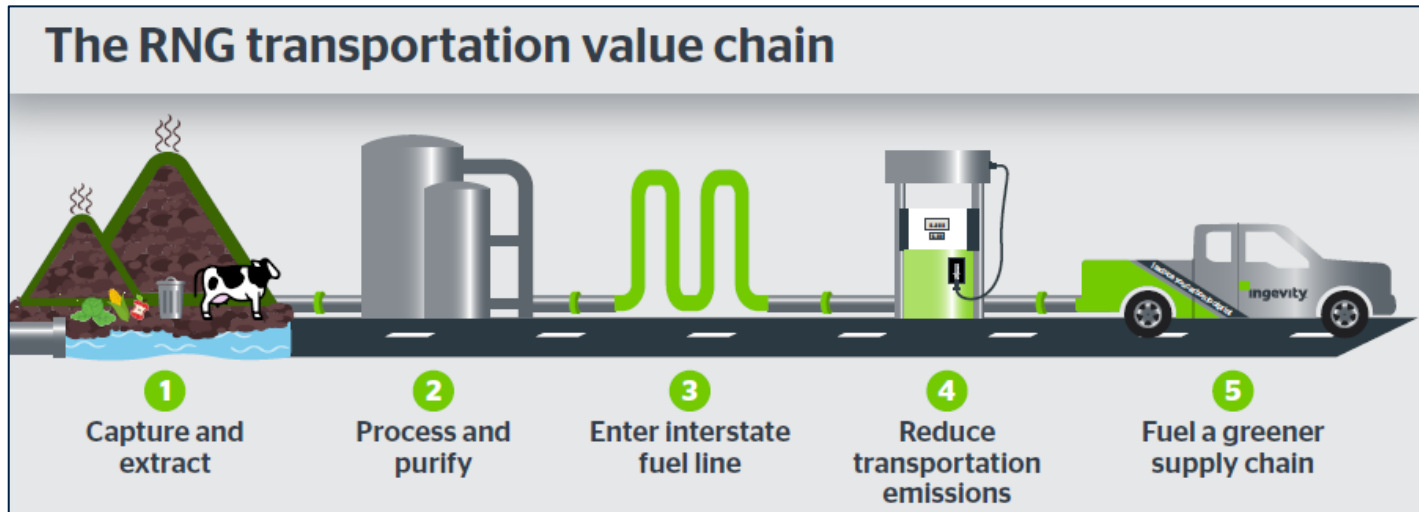 The RNG transportation value chain
ingevity
1
Capture and
extract
2
Process and
purify
3
Enter interstate
fuel line
4
Reduce
transportation
emissions
5
Fuel a greener
supply chain